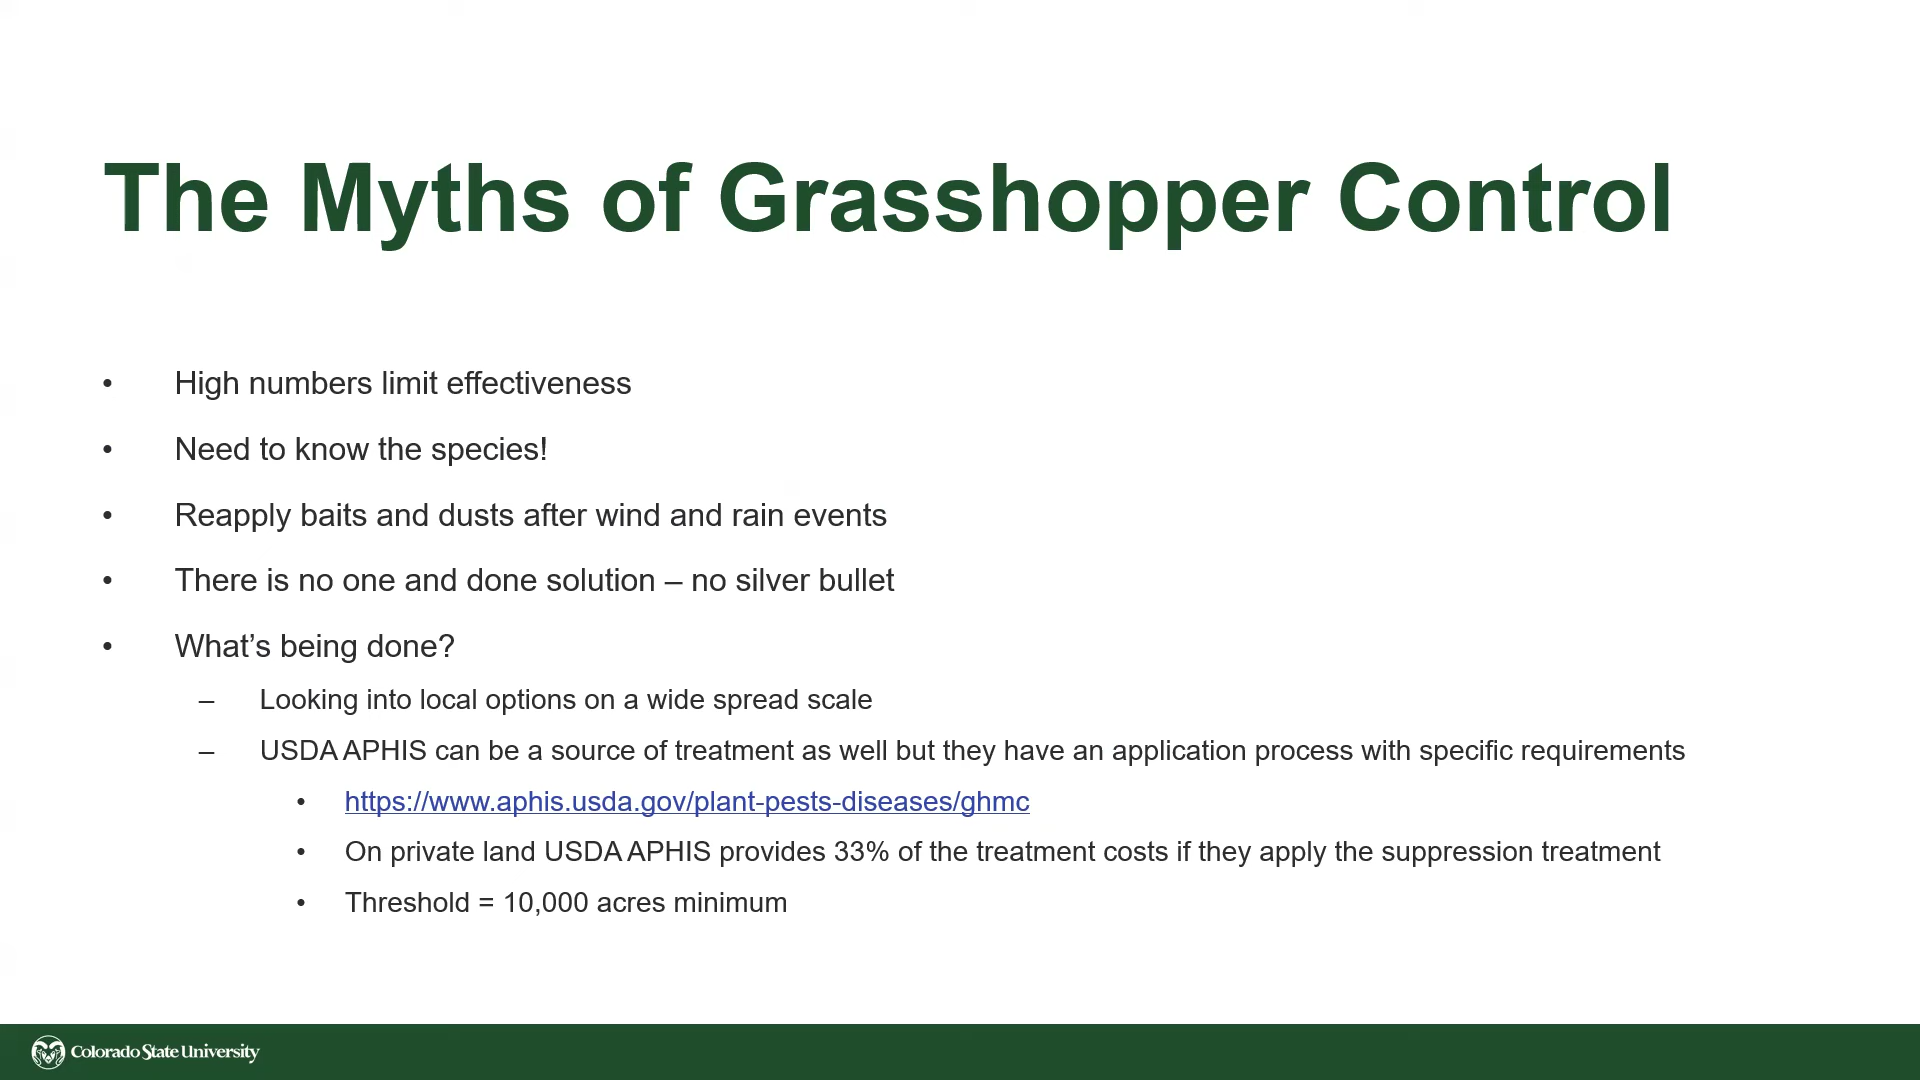 The Myths of Grasshopper Control
• High numbers limit effectiveness
• Need to know the species!
• Reapply baits and dusts after wind and rain events
• There is no one and done solution – no silver bullet
• What’s being done?
– Looking into local options on a wide spread scale
– USDA APHIS can be a source of treatment as well but they have an application process with specific requirements
• https://www.aphis.usda.gov/plant-pests-diseases/ghmc
• On private land USDA APHIS provides 33% of the treatment costs if they apply the suppression treatment
• Threshold = 10,000 acres minimum
Colorado State University